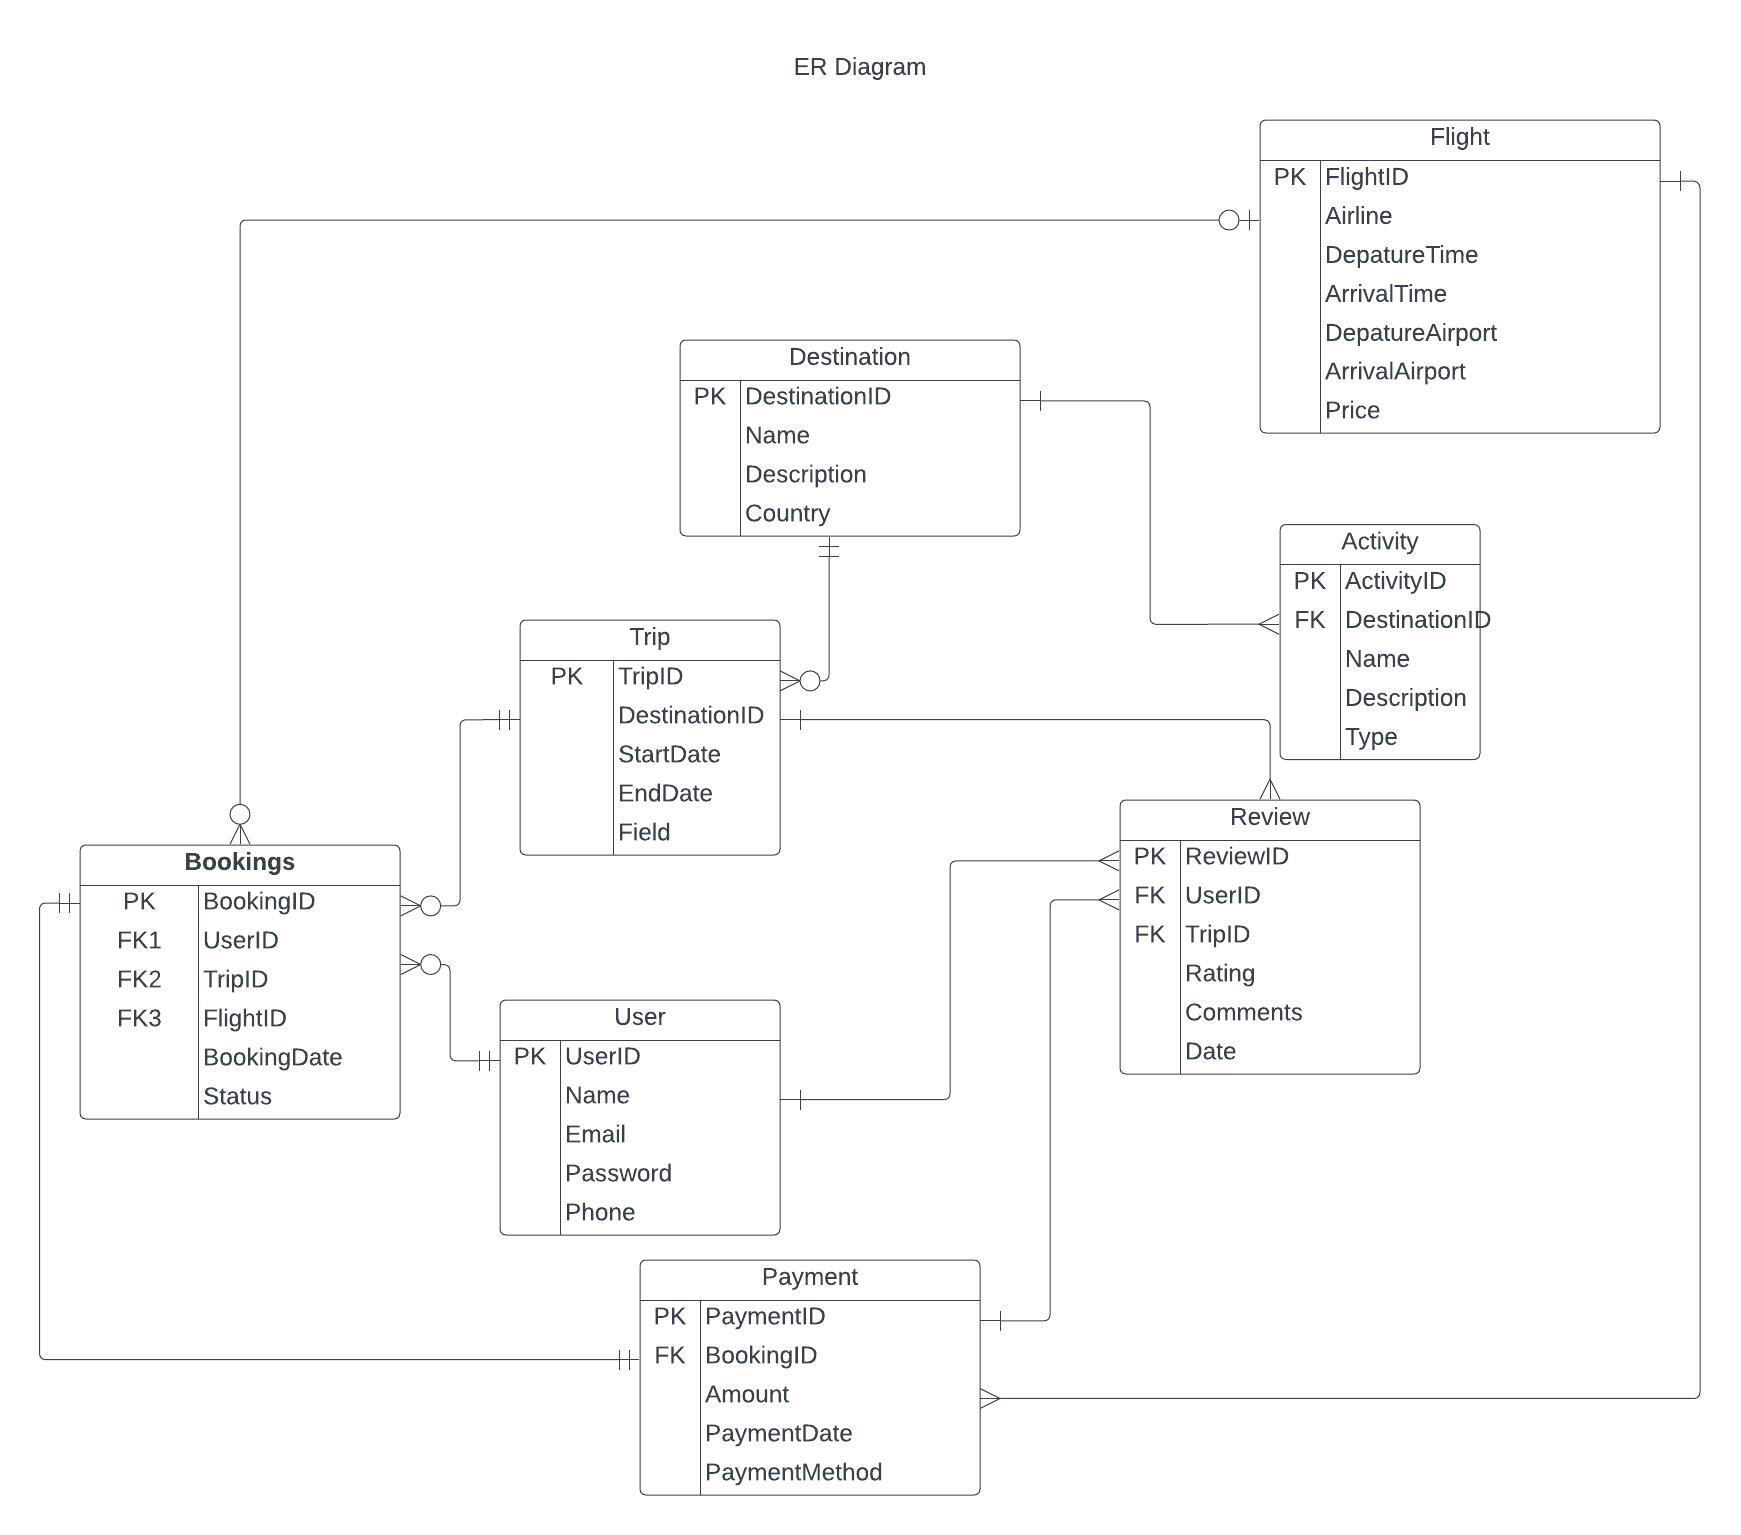 ER Diagram
Flight
PK FlightID
Airline
DepatureTime
ArrivalTime
DepatureAirport
ArrivalAirport
Price
Destination
PK DestinationID
Name
Description
Country
Activity
PK ActivityID
FK DestinationID
Name
Description
Type
Trip
PK TripID
DestinationID
StartDate
EndDate
Field
Review
PK ReviewID
FK UserID
FK TripID
Rating
Comments
Date
Bookings
PK BookingID
FK1 UserID
FK2 TripID
FK3 FlightID
BookingDate
Status
User
PK UserID
Name
Email
Password
Phone
Payment
PK PaymentID
FK BookingID
Amount
PaymentDate
PaymentMethod